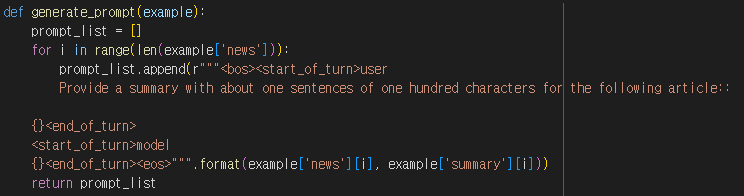 def generate_prompt(example):
    prompt_list = []
    for i in range(len(example['news'])):
        prompt_list.append(r"""<bos><start_of_turn>user
        Provide a summary with about one sentences of one hundred characters for the following article::

    {}<end_of_turn>
    <start_of_turn>model
    {}<end_of_turn><eos>""".format(example['news'][i], example['summary'][i]))
    return prompt_list